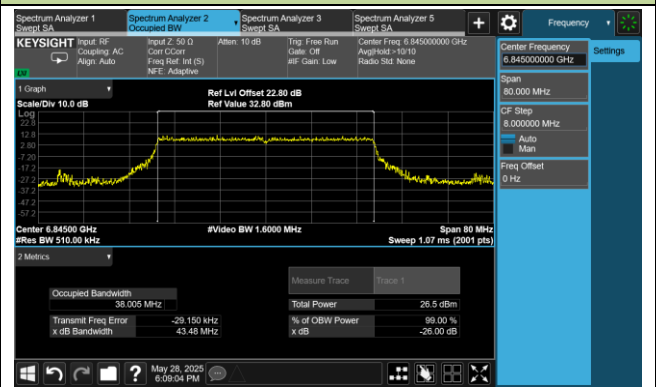 Spectrum Analyzer 1
Swept SA
Spectrum Analyzer 2
Occupied BW
Spectrum Analyzer 3
Swept SA
Spectrum Analyzer 5
Swept SA
Frequency
KEYSIGHT
Input: RF
Coupling: AC
Align: Auto
Input Z: 50 Ω
Corr CCorr
Freq Ref: Int (S)
NFE: Adaptive
Atten: 10 dB
Trig: Free Run
Gate: Off
#IF Gain: Low
Center Freq: 6.845000000 GHz
Avg|Hold:>10/10
Radio Std: None
1 Graph
Scale/Div 10.0 dB
Ref Lvl Offset 22.80 dB
Ref Value 32.80 dBm
Log
22.8
12.8
2.80
-7.20
-17.2
-27.2
-37.2
-47.2
-57.2
Center 6.84500 GHz
#Res BW 510.00 kHz
#Video BW 1.6000 MHz
Span 80 MHz
Sweep 1.07 ms (2001 pts)
2 Metrics
Measure Trace
Trace 1
Occupied Bandwidth
38.005 MHz
Total Power
26.5 dBm
Transmit Freq Error
-29.150 kHz
% of OBW Power
99.00 %
x dB Bandwidth
43.48 MHz
x dB
-26.00 dB
Center Frequency
6.845000000 GHz
Settings
Span
80.000 MHz
CF Step
8.000000 MHz
Auto
Man
Freq Offset
0 Hz
May 28, 2025
6:09:04 PM